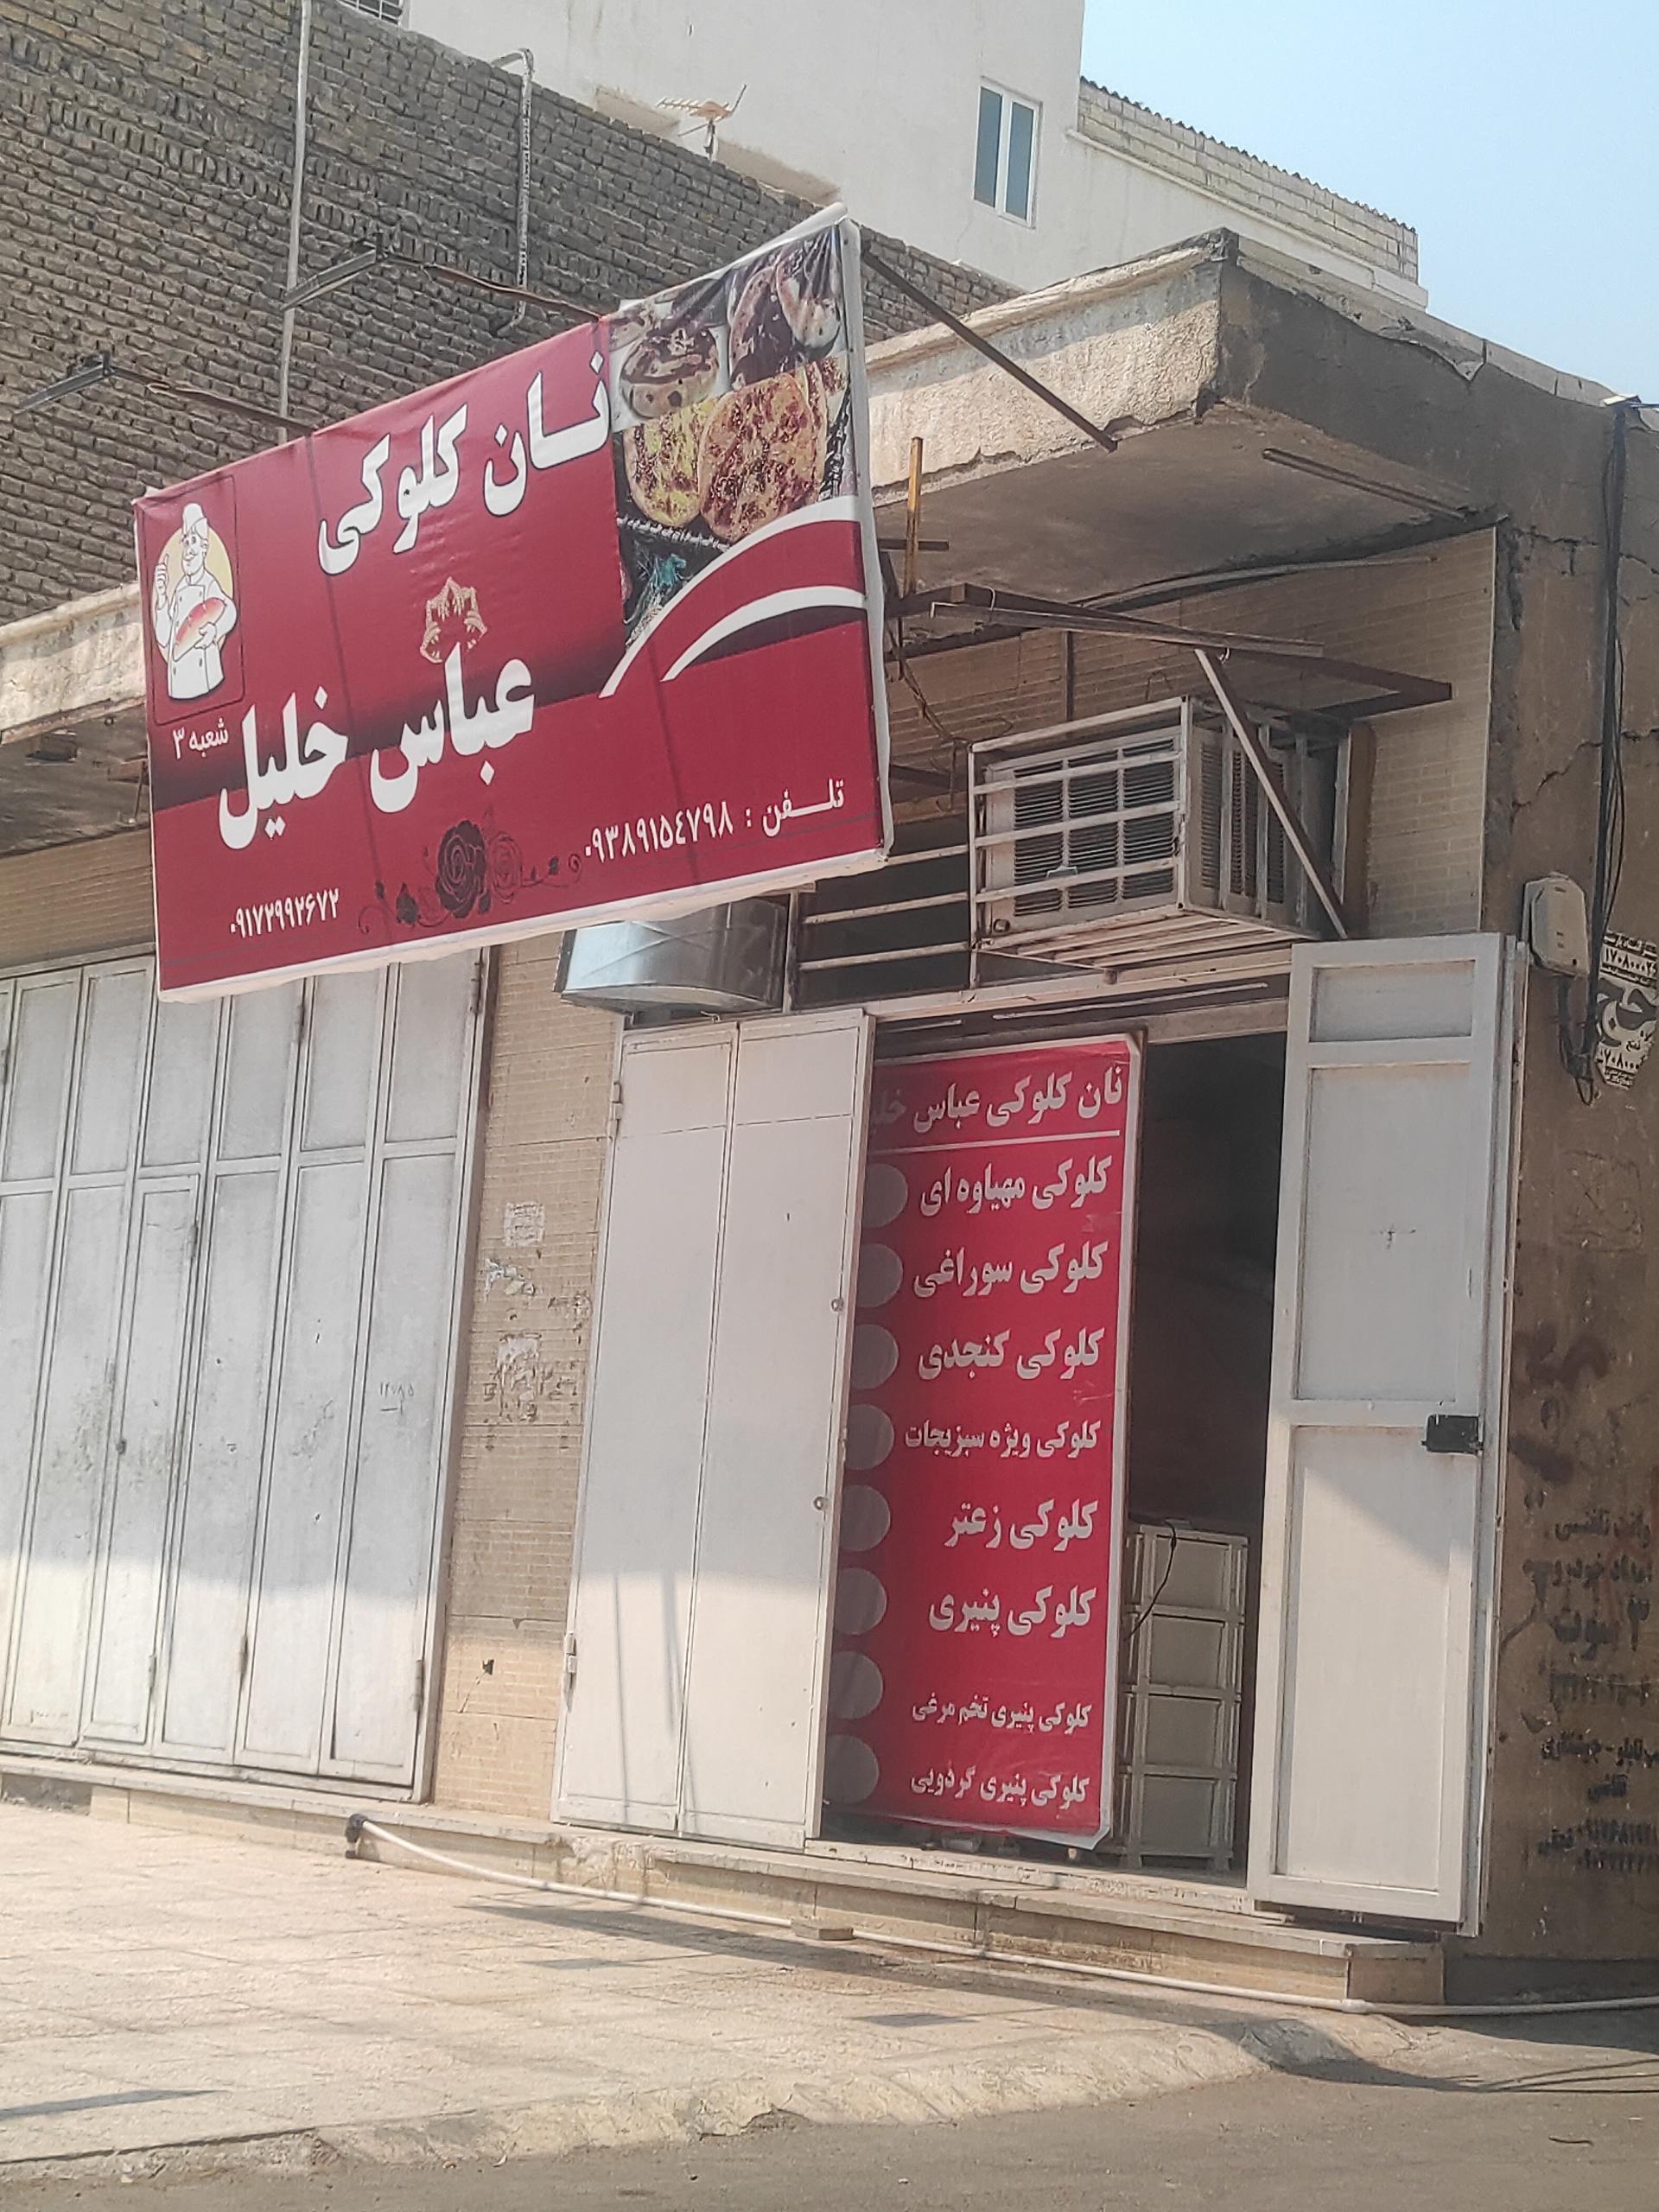 نان کلوکی
عباس خلیل
شعبه ۳
تلفن : ۰۹۳۸۹۱۵٤۷۹۸
۰۹۱۷۲۹۹۲۶۷۲
نان کلوکی عباس
کلوکی مهیاوه ای
کلوکی سوراغی
کلوکی کنجدی
کلوکی ویژه سبزیجات
کلوکی زعتر
کلوکی پنیری
کلوکی پنیری تخم مرغی
کلوکی پنیری گردویی